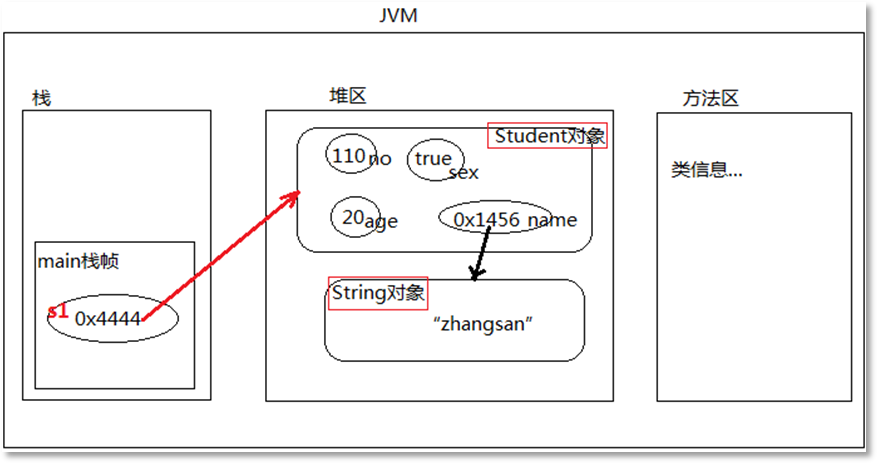 JVM
栈
堆区
方法区
Student对象
110 no
true
sex
20 age
0x1456 name
类信息...
main栈帧
s1 0x4444
String对象
“zhangsan”